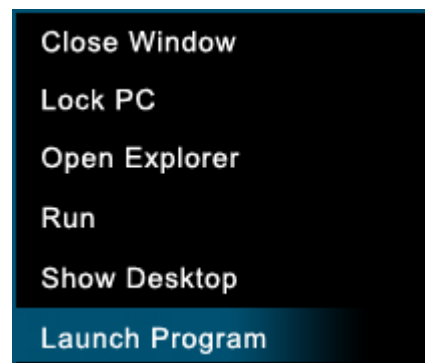 Close Window
Lock PC
Open Explorer
Run
Show Desktop
Launch Program